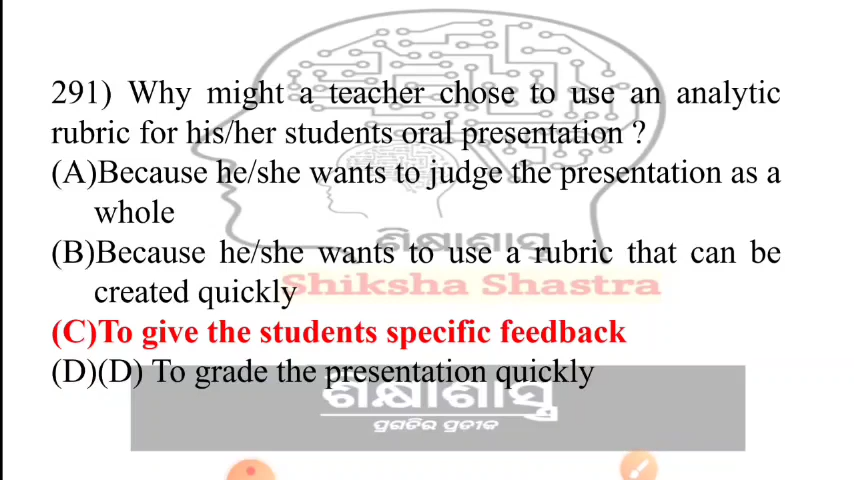 291) Why might a teacher chose to use an analytic
rubric for his/her students oral presentation ?
(A)Because he/she wants to judge the presentation as a
whole
(B)Because he/she wants to use a rubric that can be
created quickly
(C)To give the students specific feedback
(D)(D) To grade the presentation quickly
ଶିକ୍ଷାଶାସ୍ତ୍ର
Shiksha Shastra
ଶିକ୍ଷାଶାସ୍ତ୍ର
ପ୍ରଗତିର ପ୍ରତୀକ